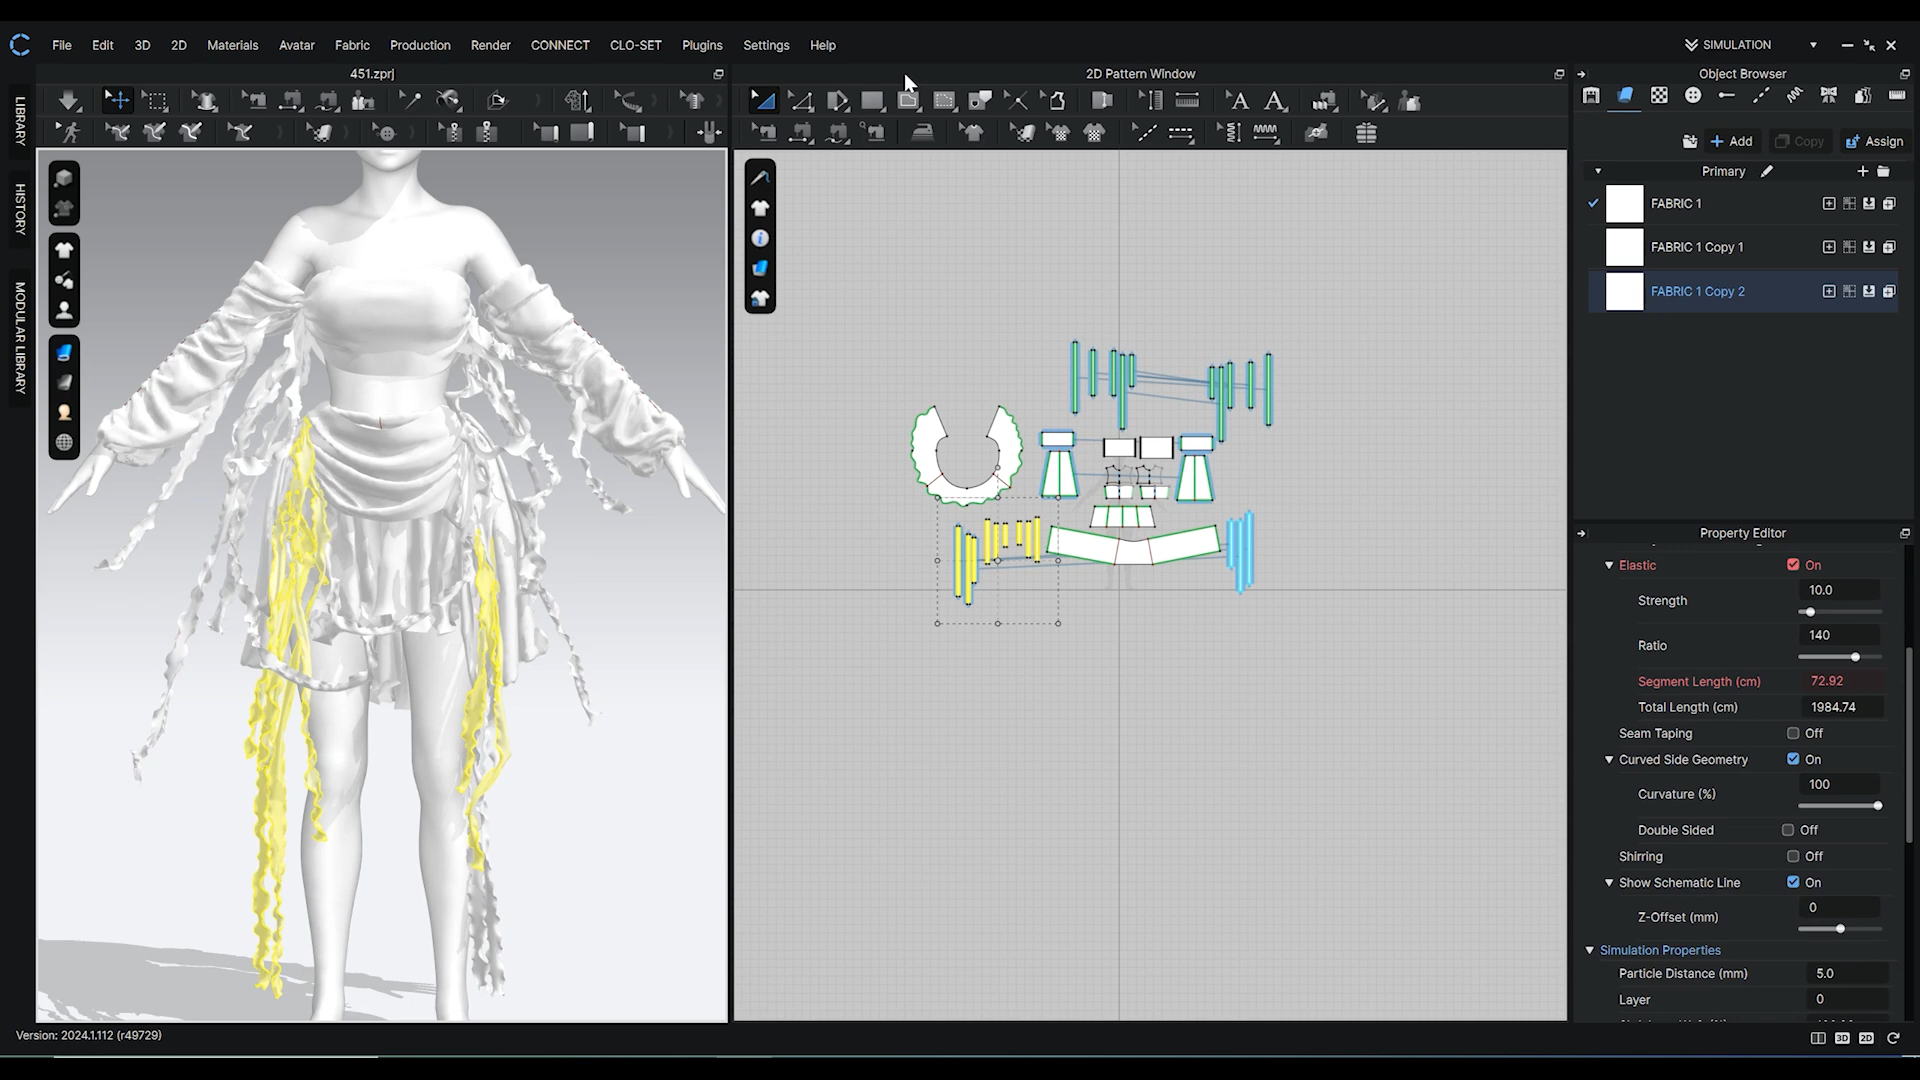 File Edit 3D 2D Materials Avatar Fabric Production Render CONNECT CLO-SET Plugins Settings Help SIMULATION
451.zprj 2D Pattern Window Object Browser
LIBRARY
HISTORY
MODULAR LIBRARY
Add Copy Assign
Primary
FABRIC 1
FABRIC 1 Copy 1
FABRIC 1 Copy 2
Property Editor
Elastic On
Strength 10.0
Ratio 140
Segment Length (cm) 72.92
Total Length (cm) 1984.74
Seam Taping Off
Curved Side Geometry On
Curvature (%) 100
Double Sided Off
Shirring Off
Show Schematic Line On
Z-Offset (mm) 0
Simulation Properties
Particle Distance (mm) 5.0
Layer 0
Version: 2024.1.112 (r49729) 3D 2D